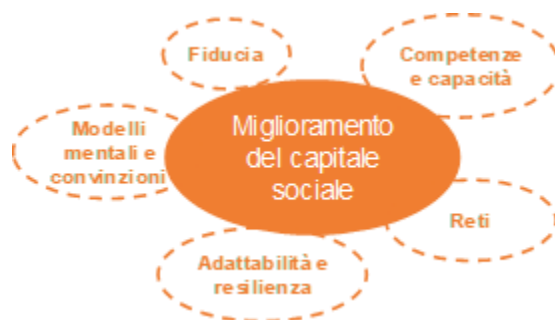 Fiducia
Competenze
e capacità
Modelli
mentali e
convinzioni
Miglioramento
del capitale
sociale
Reti
Adattabilità e
resilienza